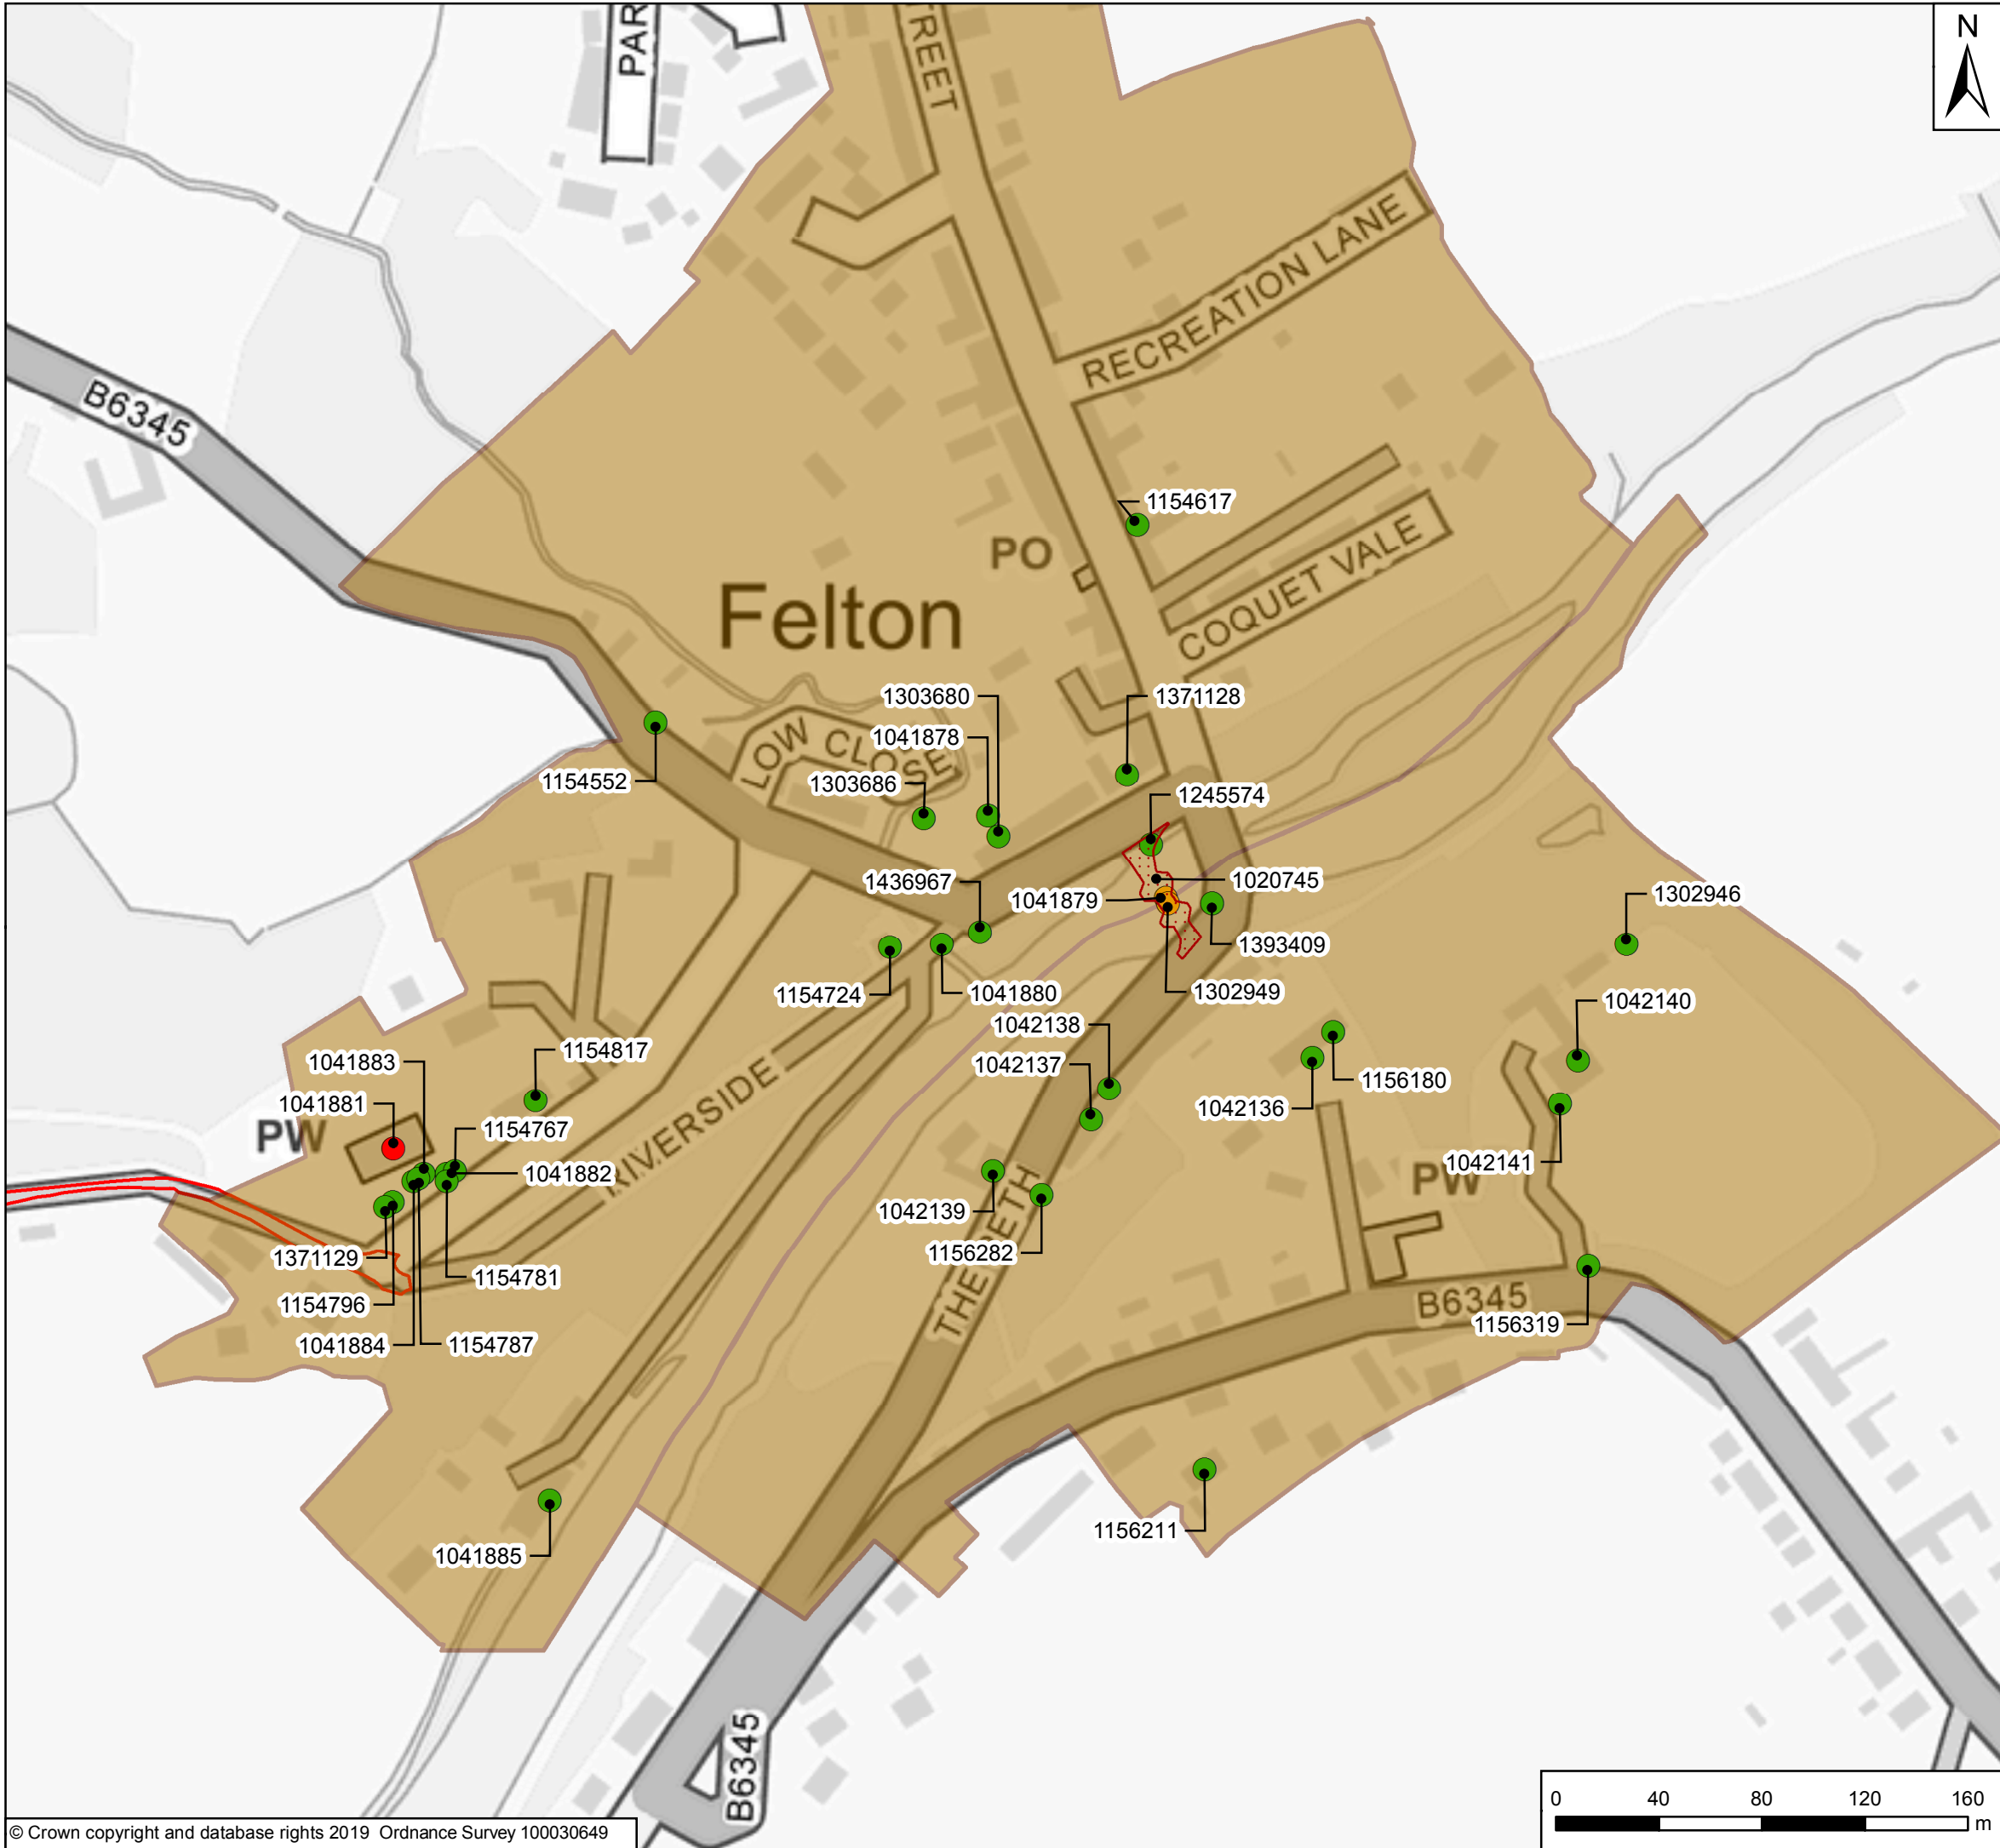 N
PAR
TREET
RECREATION LANE
B6345
1154617
PO
COQUET VALE
Felton
1303680
1371128
1041878
LOW CLOSE
1303686
1154552
1245574
1436967
1020745
1041879
1302946
1393409
1154724
1041880
1302949
1042140
1042138
1154817
1041883
1042137
1156180
1041881
1042136
PW
1154767
RIVERSIDE
1042141
1041882
PW
1042139
1371129
1156282
1154781
THE PETH
B6345
1154796
1156319
1041884
1154787
1156211
1041885
B6345
0 40 80 120 160
m
© Crown copyright and database rights 2019 Ordnance Survey 100030649